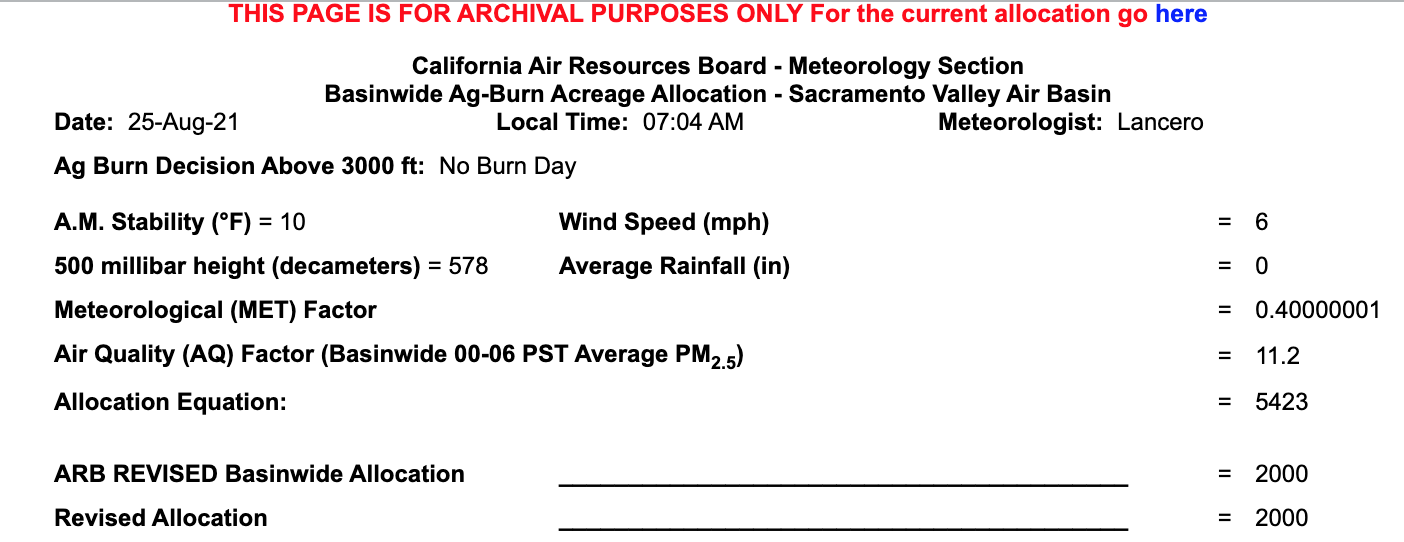 THIS PAGE IS FOR ARCHIVAL PURPOSES ONLY For the current allocation go here
California Air Resources Board - Meteorology Section
Basinwide Ag-Burn Acreage Allocation - Sacramento Valley Air Basin
Date: 25-Aug-21 Local Time: 07:04 AM Meteorologist: Lancero
Ag Burn Decision Above 3000 ft: No Burn Day
A.M. Stability (ºF) = 10 Wind Speed (mph) = 6
500 millibar height (decameters) = 578 Average Rainfall (in) = 0
Meteorological (MET) Factor = 0.40000001
Air Quality (AQ) Factor (Basinwide 00-06 PST Average PM2.5) = 11.2
Allocation Equation: = 5423
ARB REVISED Basinwide Allocation = 2000
Revised Allocation = 2000